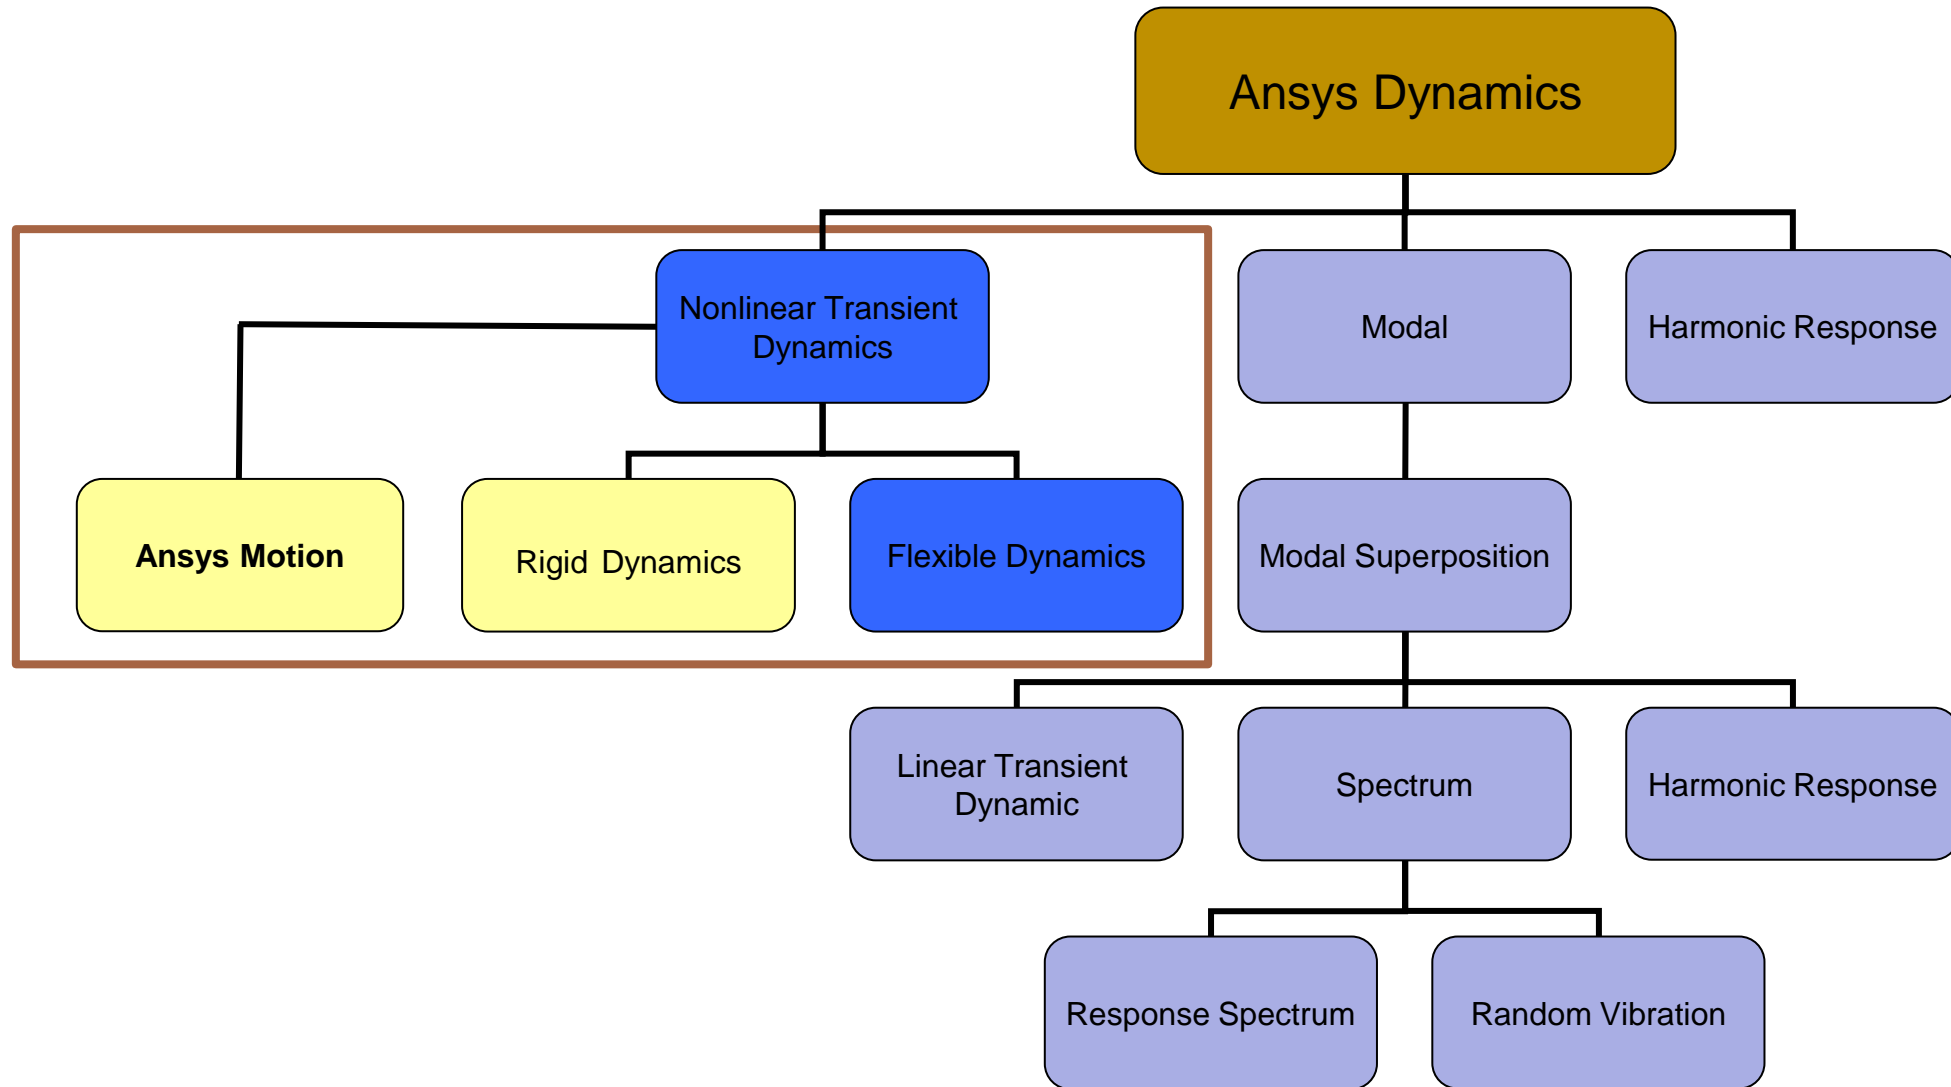 Ansys Dynamics
Nonlinear Transient
Dynamics
Modal
Harmonic Response
Ansys Motion
Rigid Dynamics
Flexible Dynamics
Modal Superposition
Linear Transient
Dynamic
Spectrum
Harmonic Response
Response Spectrum
Random Vibration